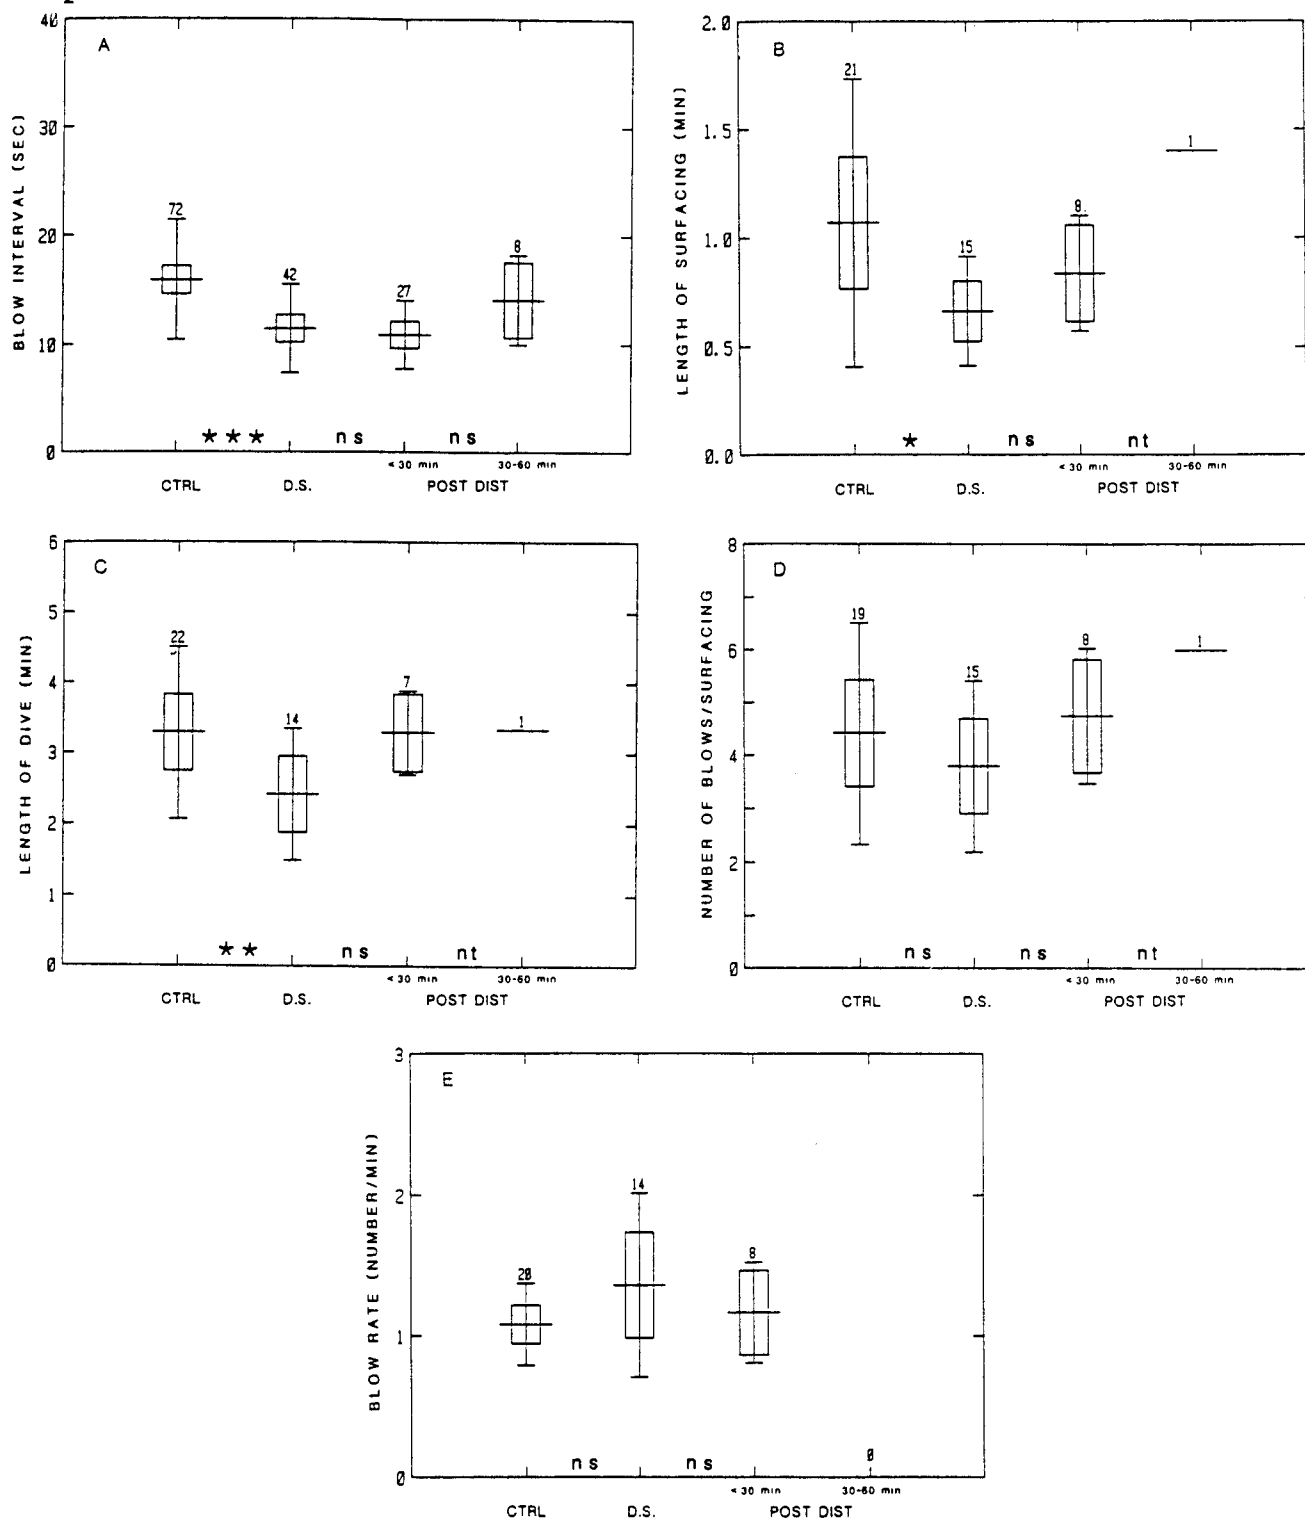 A
BLOW INTERVAL (SEC)
40
30
20
10
0
72
42
27
8
*** ns ns
<30 min 30-60 min
CTRL D.S. POST DIST
B
LENGTH OF SURFACING (MIN)
2.0
1.5
1.0
0.5
0.0
21
15
8
1
* ns nt
<30 min 30-60 min
CTRL D.S. POST DIST
C
LENGTH OF DIVE (MIN)
6
5
4
3
2
1
0
22
14
7
1
** ns nt
<30 min 30-60 min
CTRL D.S. POST DIST
D
NUMBER OF BLOWS/SURFACING
8
6
4
2
0
19
15
8
1
ns ns nt
<30 min 30-60 min
CTRL D.S. POST DIST
E
BLOW RATE (NUMBER/MIN)
3
2
1
0
20
14
8
0
ns ns
<30 min 30-60 min
CTRL D.S. POST DIST